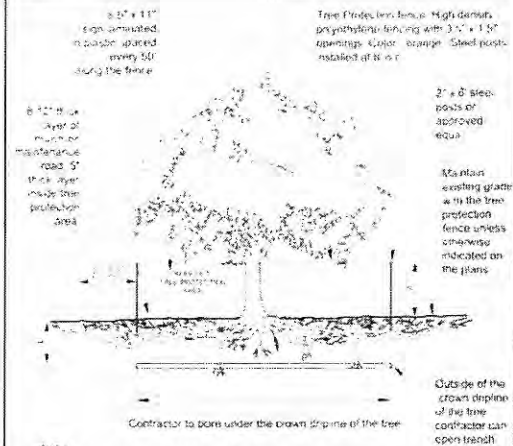 8.5" x 11"
sign laminated
in plastic spaced
every 50'
along the fence
Tree Protection fence: High density
polyethylene fencing with 3.5" x 1.5"
openings. Color- orange. Steel posts
installed at 8' o.c.
2" x 6' steel
posts or
approved
equal
8-12" thick
layer of
mulch on
maintenance
road. 5"
thick layer
inside tree
protection
area
Maintain
existing grade
with the tree
protection
fence unless
otherwise
indicated on
the plans
Contractor to bore under the crown dripline of the tree
Outside of the
crown dripline
of the tree
contractor can
open trench